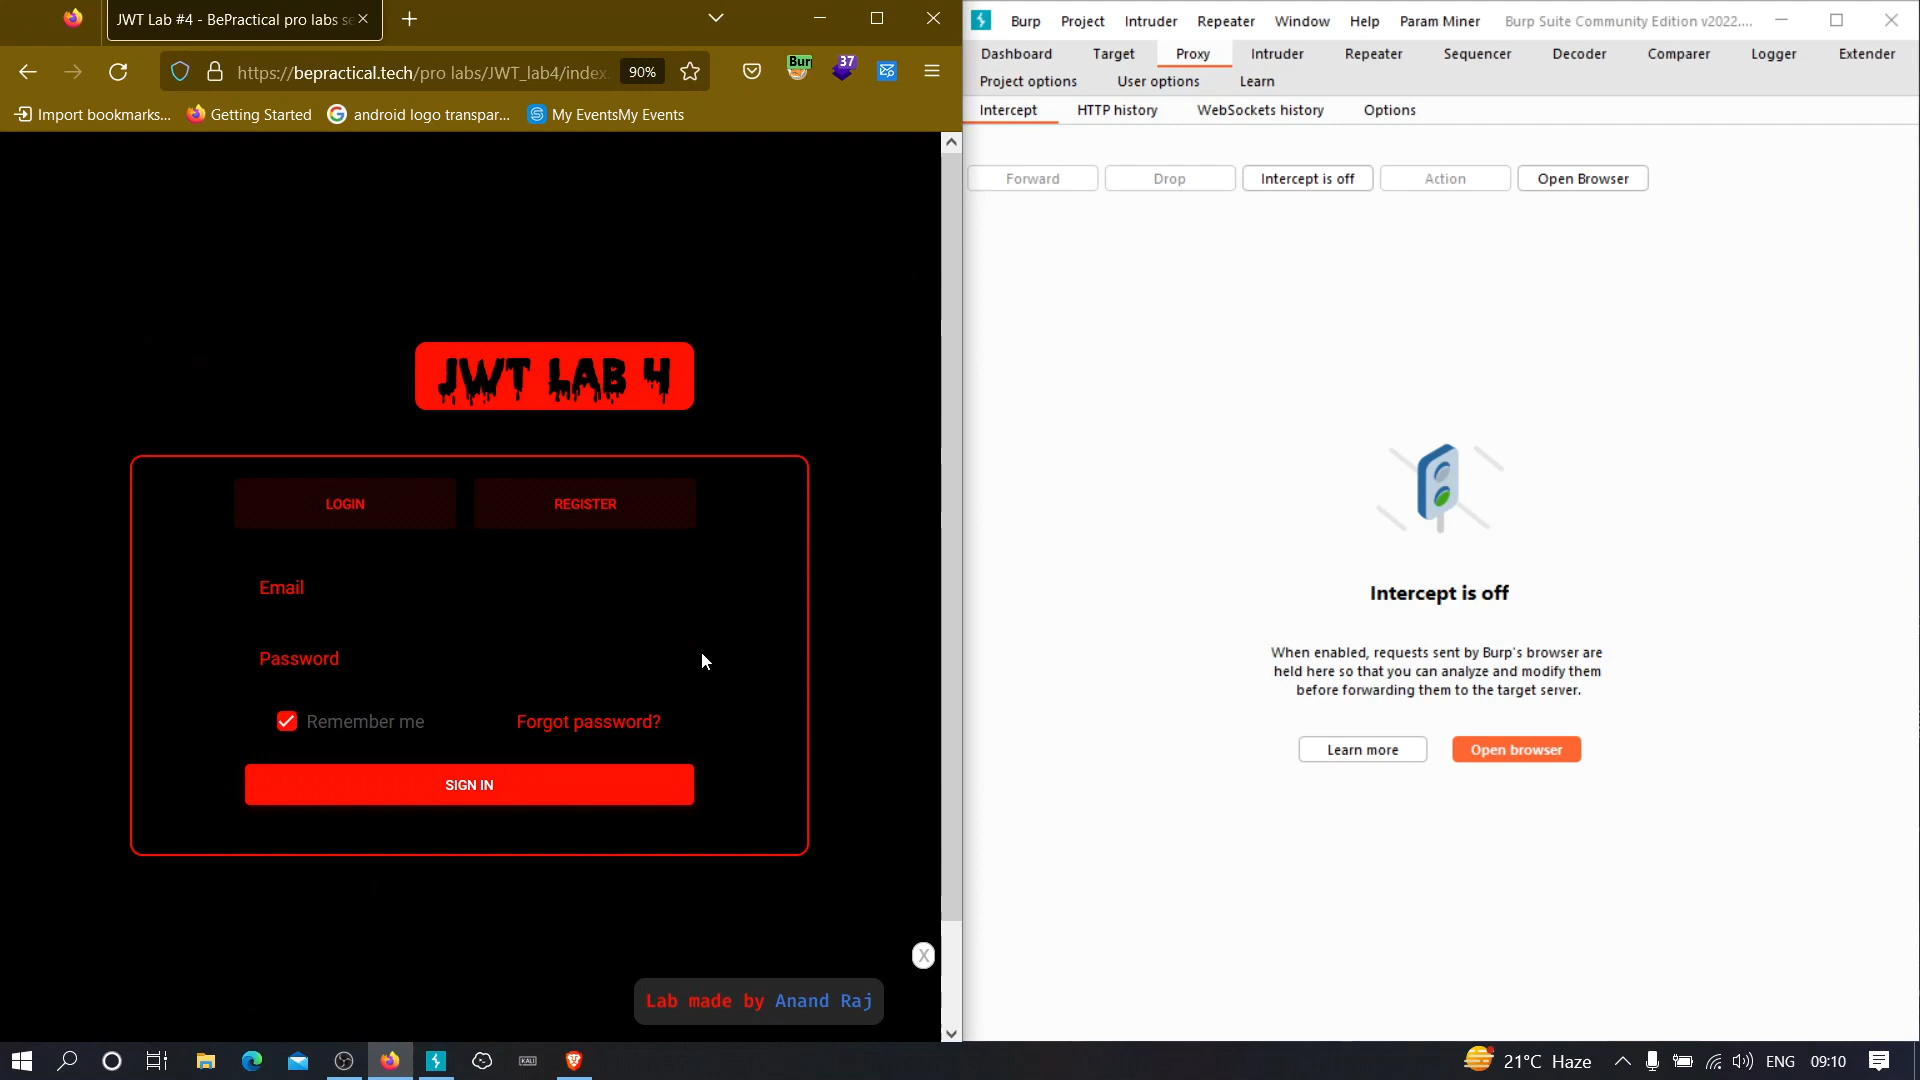 JWT Lab #4 - BePractical pro labs se
https://bepractical.tech/pro labs/JWT_lab4/index.
90%
Bur
37
Import bookmarks...
Getting Started
android logo transpar...
My EventsMy Events
JWT LAB 4
LOGIN
REGISTER
Email
Password
Remember me
Forgot password?
SIGN IN
X
Lab made by Anand Raj
Burp Project Intruder Repeater Window Help Param Miner Burp Suite Community Edition v2022....
Dashboard Target Proxy Intruder Repeater Sequencer Decoder Comparer Logger Extender
Project options User options Learn
Intercept HTTP history WebSockets history Options
Forward Drop Intercept is off Action Open Browser
Intercept is off
When enabled, requests sent by Burp's browser are
held here so that you can analyze and modify them
before forwarding them to the target server.
Learn more Open browser
KALI
21°C Haze
ENG
09:10